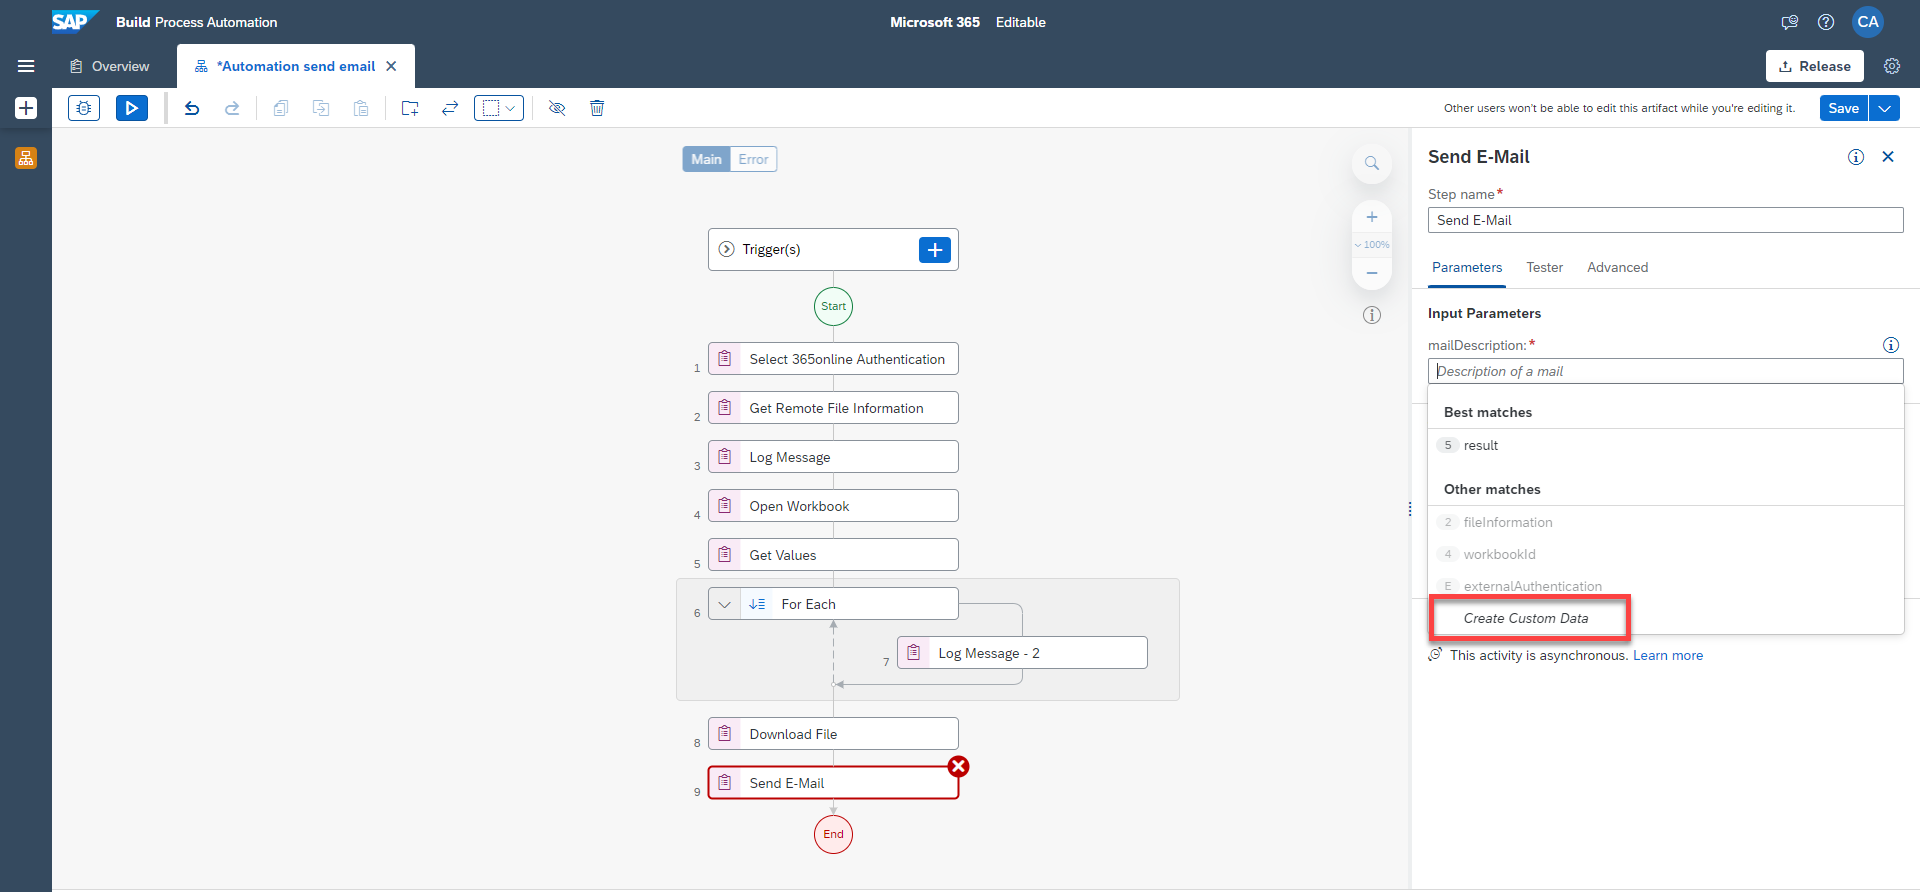 SAP Build Process Automation
Microsoft 365 Editable
CA
Overview
*Automation send email
Release
Other users won't be able to edit this artifact while you're editing it.
Save
Main Error
Trigger(s)
Start
1 Select 365online Authentication
2 Get Remote File Information
3 Log Message
4 Open Workbook
5 Get Values
6 For Each
7 Log Message - 2
8 Download File
9 Send E-Mail
End
100%
Send E-Mail
Step name*
Send E-Mail
Parameters Tester Advanced
Input Parameters
mailDescription:*
Description of a mail
Best matches
5 result
Other matches
2 fileInformation
4 workbookId
E externalAuthentication
Create Custom Data
This activity is asynchronous. Learn more